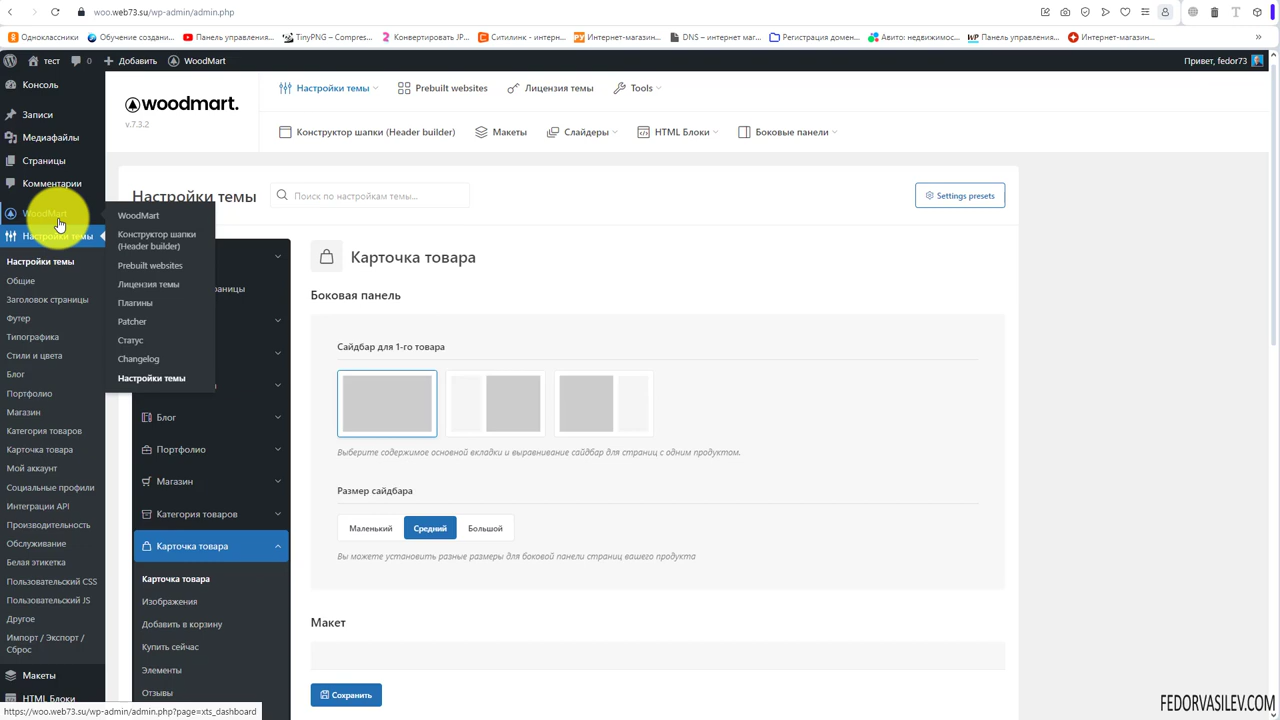 woo.web73.su/wp-admin/admin.php
Одноклассники
Обучение создани...
Панель управления...
TinyPNG – Compres...
Конвертировать JP...
Ситилинк - интерн...
Интернет-магазин...
DNS – интернет маг...
Регистрация домен...
Авито: недвижимос...
Панель управления...
Интернет-магазин...
тест
0
Добавить
WoodMart
Привет, fedor73
Консоль
Записи
Медиафайлы
Страницы
Комментарии
WoodMart
Настройки темы
Настройки темы
Общие
Заголовок страницы
Футер
Типографика
Стили и цвета
Блог
Портфолио
Магазин
Категория товаров
Карточка товара
Мой аккаунт
Социальные профили
Интеграции API
Производительность
Обслуживание
Белая этикетка
Пользовательский CSS
Пользовательский JS
Другое
Импорт / Экспорт /
Сброс
Макеты
HTML Блоки
WoodMart
Конструктор шапки
(Header builder)
Prebuilt websites
Лицензия темы
Плагины
Patcher
Статус
Changelog
Настройки темы
woodmart.
v.7.3.2
Настройки темы
Prebuilt websites
Лицензия темы
Tools
Конструктор шапки (Header builder)
Макеты
Слайдеры
HTML Блоки
Боковые панели
Настройки темы
Поиск по настройкам темы...
Settings presets
Блог
Портфолио
Магазин
Категория товаров
Карточка товара
Карточка товара
Изображения
Добавить в корзину
Купить сейчас
Элементы
Отзывы
Карточка товара
Боковая панель
Сайдбар для 1-го товара
Выберите содержимое основной вкладки и выравнивание сайдбар для страниц с одним продуктом.
Размер сайдбара
Маленький
Средний
Большой
Вы можете установить разные размеры для боковой панели страниц вашего продукта
Макет
Сохранить
https://woo.web73.su/wp-admin/admin.php?page=xts_dashboard
FEDORVASILEV.COM